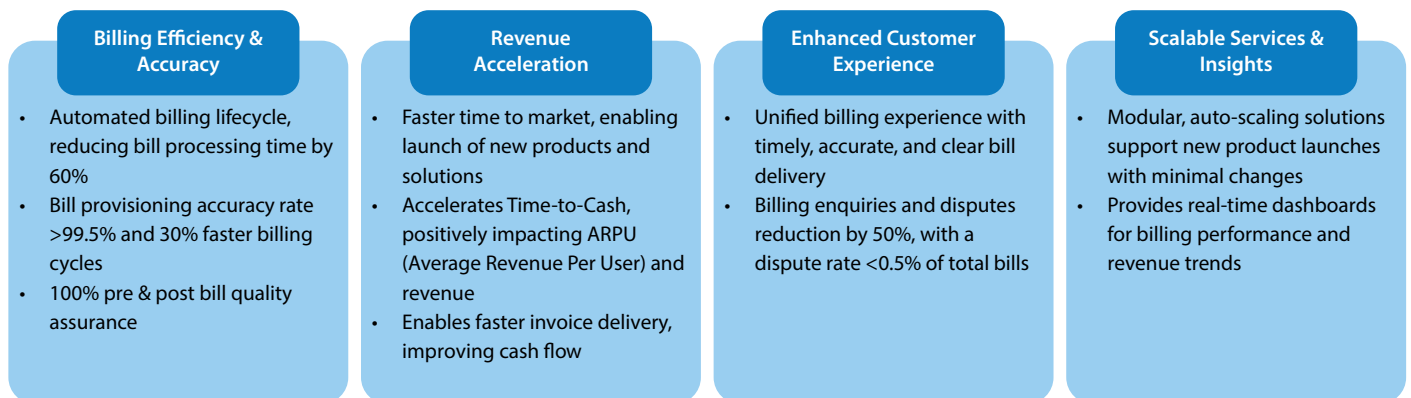 Billing Efficiency &
Accuracy
• Automated billing lifecycle,
reducing bill processing time by
60%
• Bill provisioning accuracy rate
>99.5% and 30% faster billing
cycles
• 100% pre & post bill quality
assurance
Revenue
Acceleration
• Faster time to market, enabling
launch of new products and
solutions
• Accelerates Time-to-Cash,
positively impacting ARPU
(Average Revenue Per User) and
revenue
• Enables faster invoice delivery,
improving cash flow
Enhanced Customer
Experience
• Unified billing experience with
timely, accurate, and clear bill
delivery
• Billing enquiries and disputes
reduction by 50%, with a
dispute rate <0.5% of total bills
Scalable Services &
Insights
• Modular, auto-scaling solutions
support new product launches
with minimal changes
• Provides real-time dashboards
for billing performance and
revenue trends